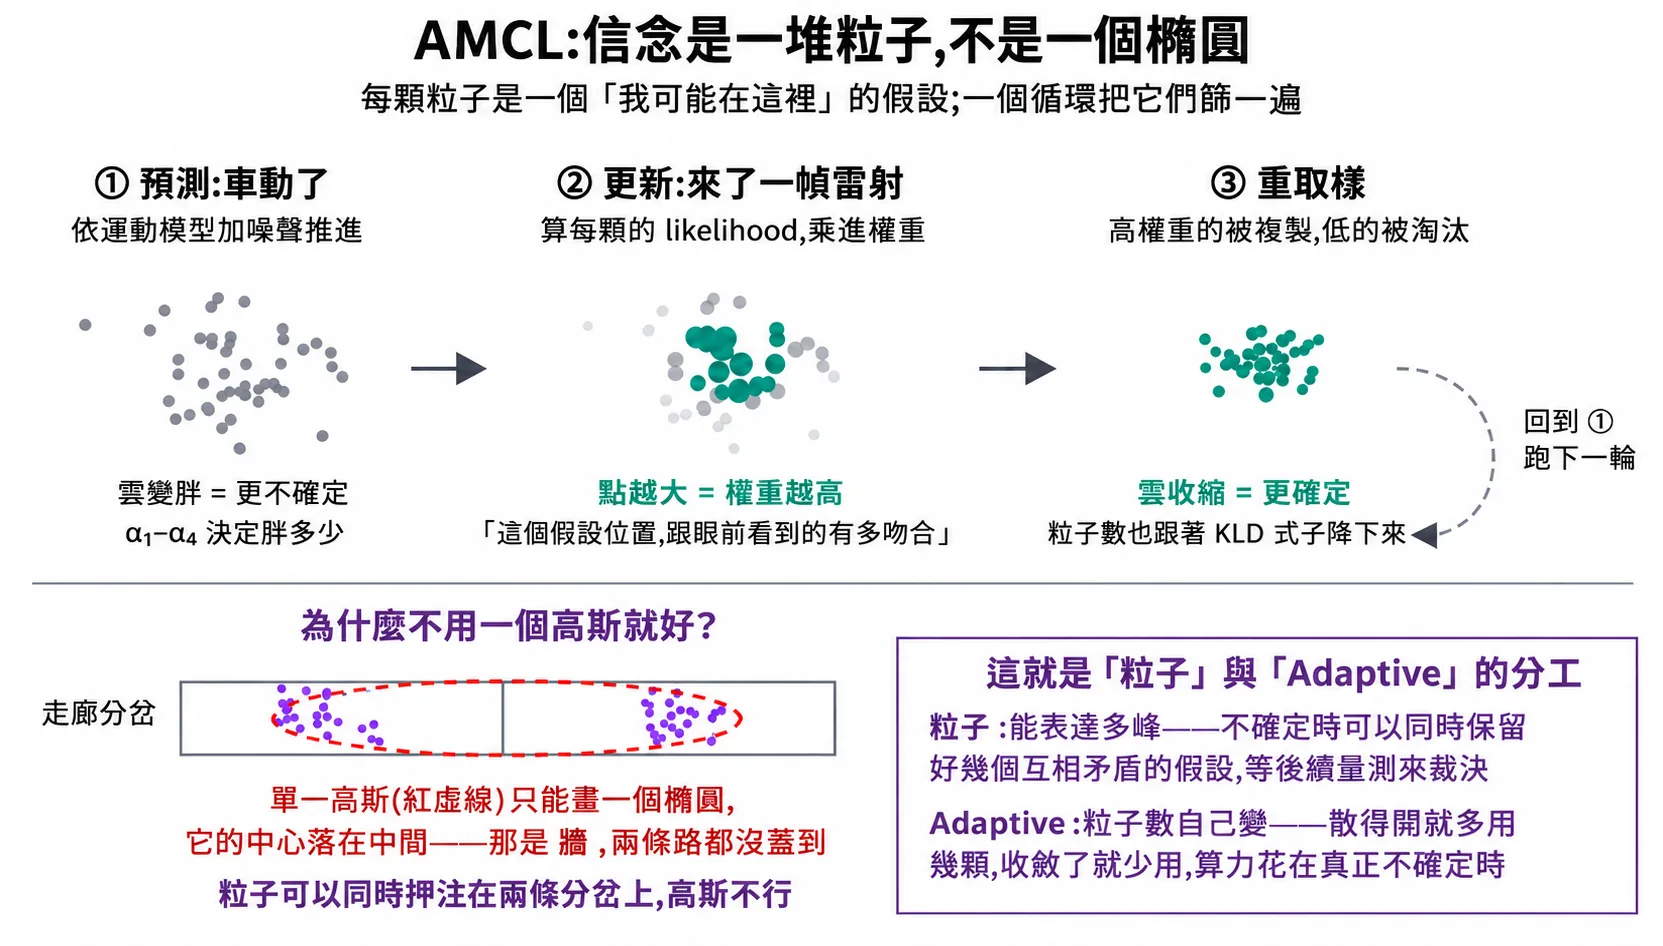 AMCL:信念是一堆粒子,不是一個橢圓
每顆粒子是一個「我可能在這裡」的假設;一個循環把它們篩一遍
① 預測:車動了
依運動模型加噪聲推進
② 更新:來了一幀雷射
算每顆的 likelihood,乘進權重
③ 重取樣
高權重的被複製,低的被淘汰
雲變胖 = 更不確定
α₁–α₄ 決定胖多少
點越大 = 權重越高
「這個假設位置,跟眼前看到的有多吻合」
雲收縮 = 更確定
粒子數也跟著 KLD 式子降下來
回到 ①
跑下一輪
為什麼不用一個高斯就好?
走廊分岔
單一高斯(紅虛線)只能畫一個橢圓,
它的中心落在中間——那是 牆 ,兩條路都沒蓋到
粒子可以同時押注在兩條分岔上,高斯不行
這就是「粒子」與「Adaptive」的分工
粒子 :能表達多峰——不確定時可以同時保留
好幾個互相矛盾的假設,等後續量測來裁決
Adaptive :粒子數自己變——散得開就多用
幾顆,收斂了就少用,算力花在真正不確定時